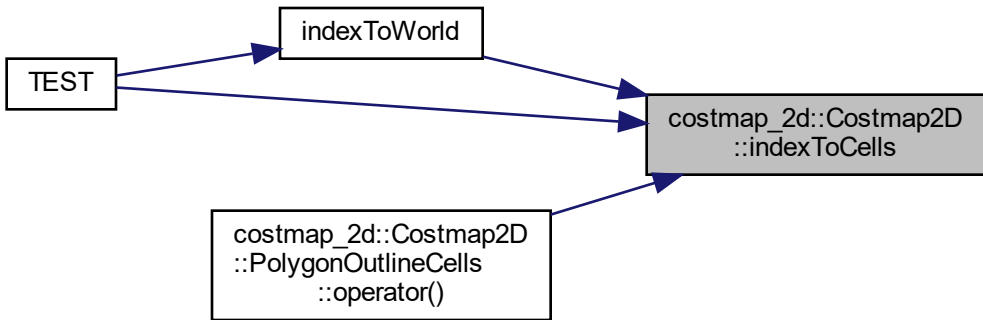 indexToWorld
TEST
costmap_2d::Costmap2D
::indexToCells
costmap_2d::Costmap2D
::PolygonOutlineCells
::operator()